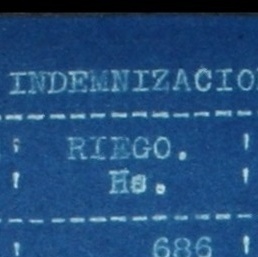 INDEMNIZACIO
RIEGO.
Hs.
686